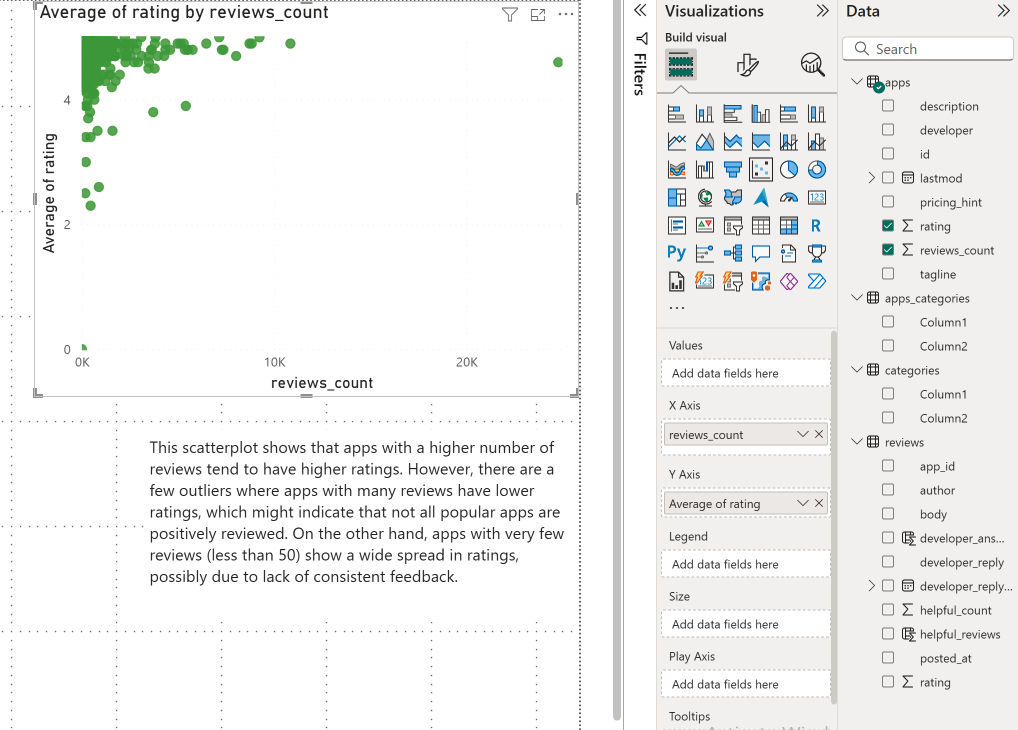 Average of rating by reviews_count
4
2
0
Average of rating
0K
10K
20K
reviews_count
This scatterplot shows that apps with a higher number of
reviews tend to have higher ratings. However, there are a
few outliers where apps with many reviews have lower
ratings, which might indicate that not all popular apps are
positively reviewed. On the other hand, apps with very few
reviews (less than 50) show a wide spread in ratings,
possibly due to lack of consistent feedback.
Filters
Visualizations
Build visual
123
R
Py
123
...
Values
Add data fields here
X Axis
reviews_count
Y Axis
Average of rating
Legend
Add data fields here
Size
Add data fields here
Play Axis
Add data fields here
Tooltips
Data
Search
apps
description
developer
id
lastmod
pricing_hint
rating
reviews_count
tagline
apps_categories
Column1
Column2
categories
Column1
Column2
reviews
app_id
author
body
developer_ans...
developer_reply
developer_reply...
helpful_count
helpful_reviews
posted_at
rating